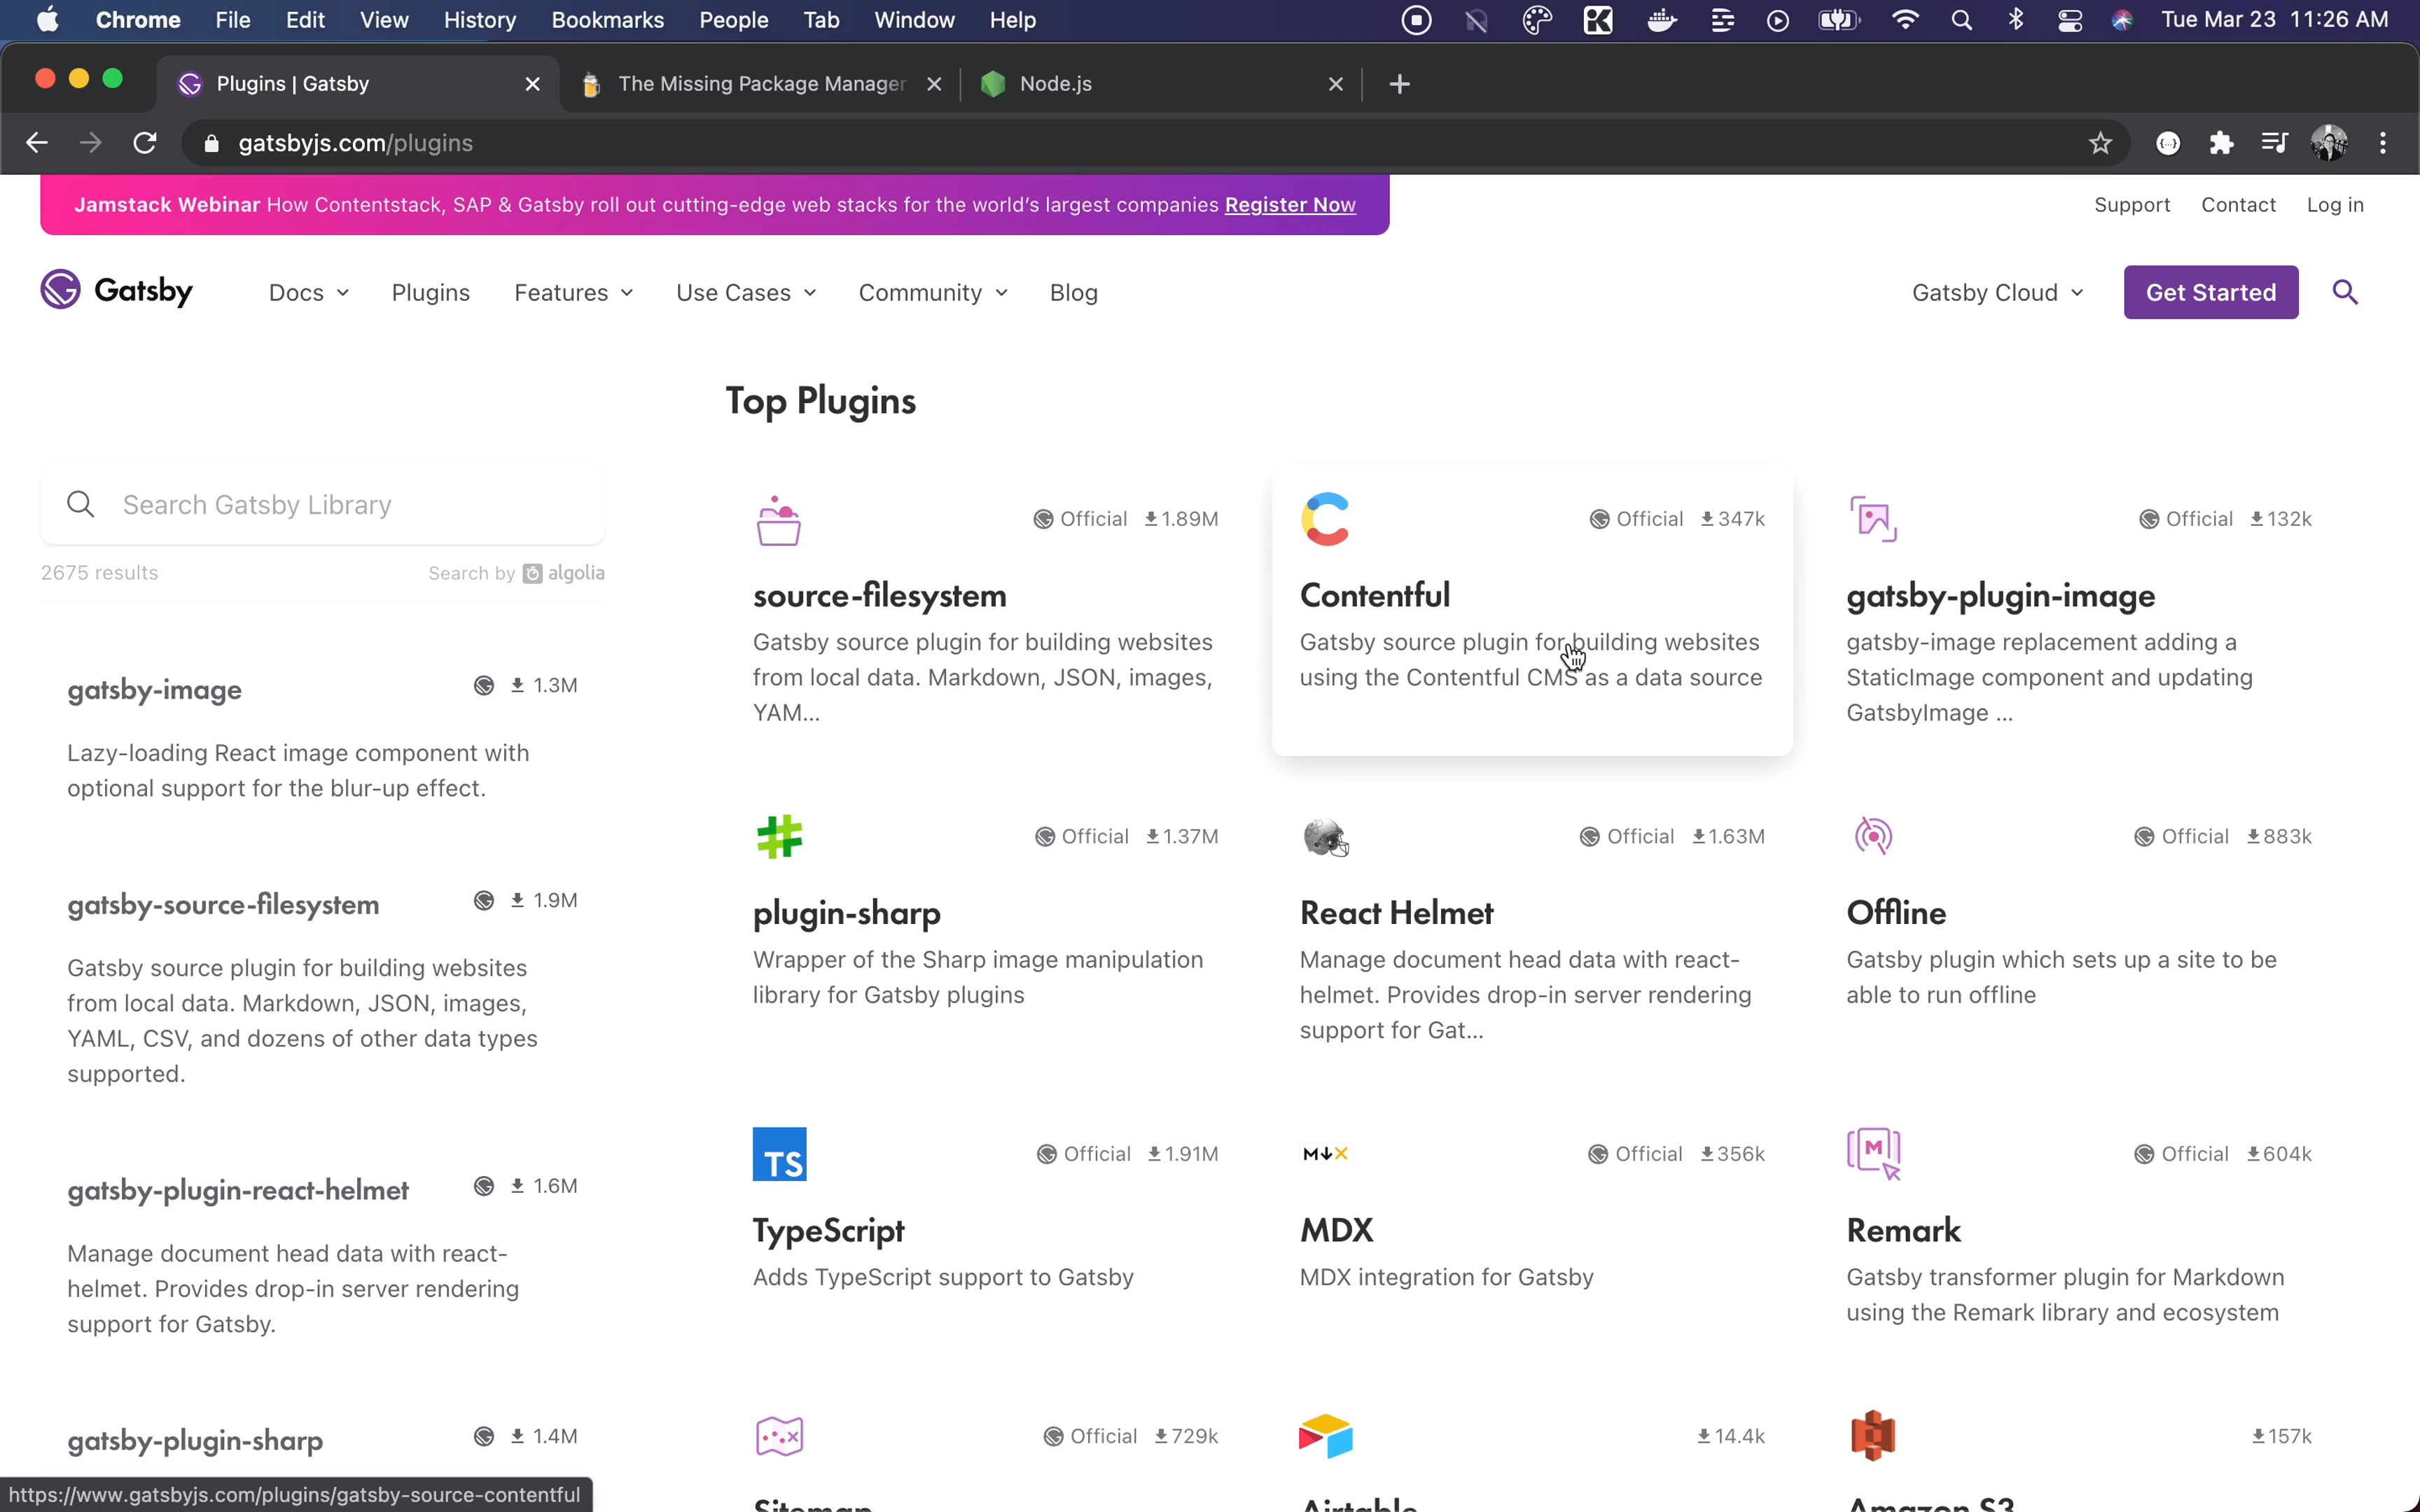 Chrome File Edit View History Bookmarks People Tab Window Help
Tue Mar 23 11:26 AM
Plugins | Gatsby
The Missing Package Manager
Node.js
gatsbyjs.com/plugins
Jamstack Webinar How Contentstack, SAP & Gatsby roll out cutting-edge web stacks for the world's largest companies Register Now
Support Contact Log in
Gatsby
Docs Plugins Features Use Cases Community Blog
Gatsby Cloud Get Started
Search Gatsby Library
2675 results Search by algolia
gatsby-image 1.3M
Lazy-loading React image component with
optional support for the blur-up effect.
gatsby-source-filesystem 1.9M
Gatsby source plugin for building websites
from local data. Markdown, JSON, images,
YAML, CSV, and dozens of other data types
supported.
gatsby-plugin-react-helmet 1.6M
Manage document head data with react-
helmet. Provides drop-in server rendering
support for Gatsby.
gatsby-plugin-sharp 1.4M
Top Plugins
Official 1.89M
source-filesystem
Gatsby source plugin for building websites
from local data. Markdown, JSON, images,
YAM...
Official 347k
Contentful
Gatsby source plugin for building websites
using the Contentful CMS as a data source
Official 132k
gatsby-plugin-image
gatsby-image replacement adding a
StaticImage component and updating
GatsbyImage ...
Official 1.37M
plugin-sharp
Wrapper of the Sharp image manipulation
library for Gatsby plugins
Official 1.63M
React Helmet
Manage document head data with react-
helmet. Provides drop-in server rendering
support for Gat...
Official 883k
Offline
Gatsby plugin which sets up a site to be
able to run offline
TS
Official 1.91M
TypeScript
Adds TypeScript support to Gatsby
Official 356k
MDX
MDX integration for Gatsby
M
Official 604k
Remark
Gatsby transformer plugin for Markdown
using the Remark library and ecosystem
Official 729k
Sitemap
14.4k
Airtable
157k
Amazon S3
https://www.gatsbyjs.com/plugins/gatsby-source-contentful